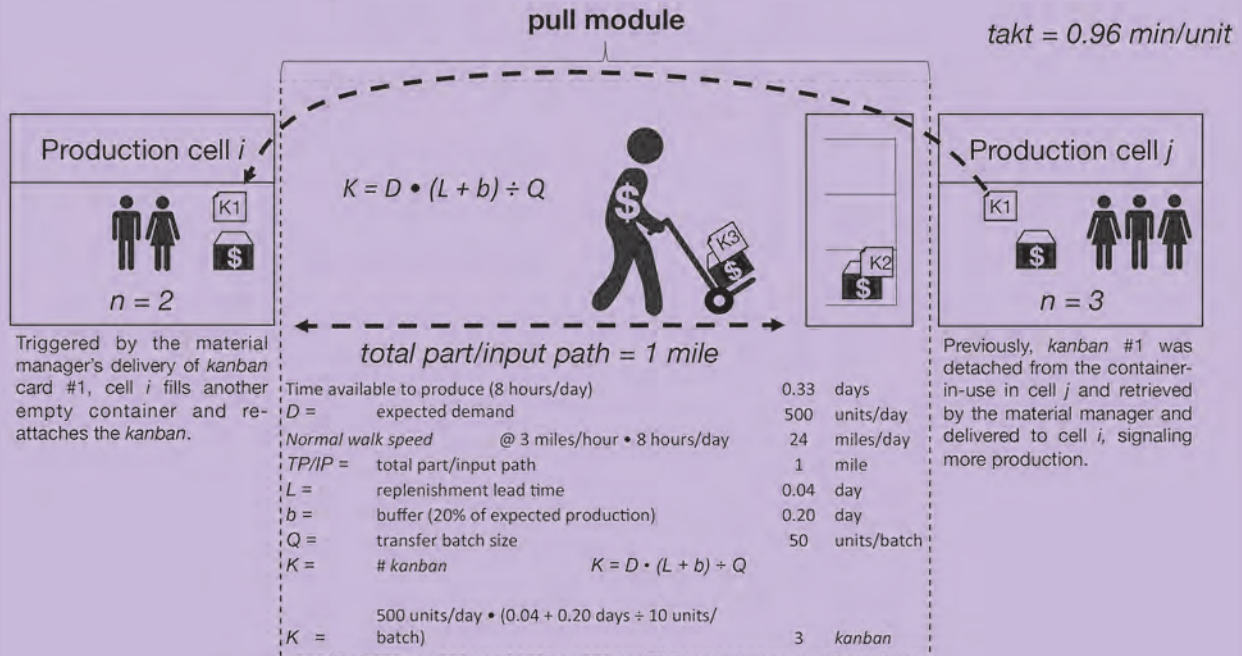 pull module
takt = 0.96 min/unit
Production cell i
K1
$
n = 2
Triggered by the material
manager's delivery of kanban
card #1, cell i fills another
empty container and re-
attaches the kanban.
K = D • (L + b) ÷ Q
$
K3
$
K2
$
total part/input path = 1 mile
Time available to produce (8 hours/day) 0.33 days
D = expected demand 500 units/day
Normal walk speed @ 3 miles/hour • 8 hours/day 24 miles/day
TP/IP = total part/input path 1 mile
L = replenishment lead time 0.04 day
b = buffer (20% of expected production) 0.20 day
Q = transfer batch size 50 units/batch
K = # kanban K = D • (L + b) ÷ Q
500 units/day • (0.04 + 0.20 days ÷ 10 units/
K = batch) 3 kanban
Production cell j
K1
$
n = 3
Previously, kanban #1 was
detached from the container-
in-use in cell j and retrieved
by the material manager and
delivered to cell i, signaling
more production.